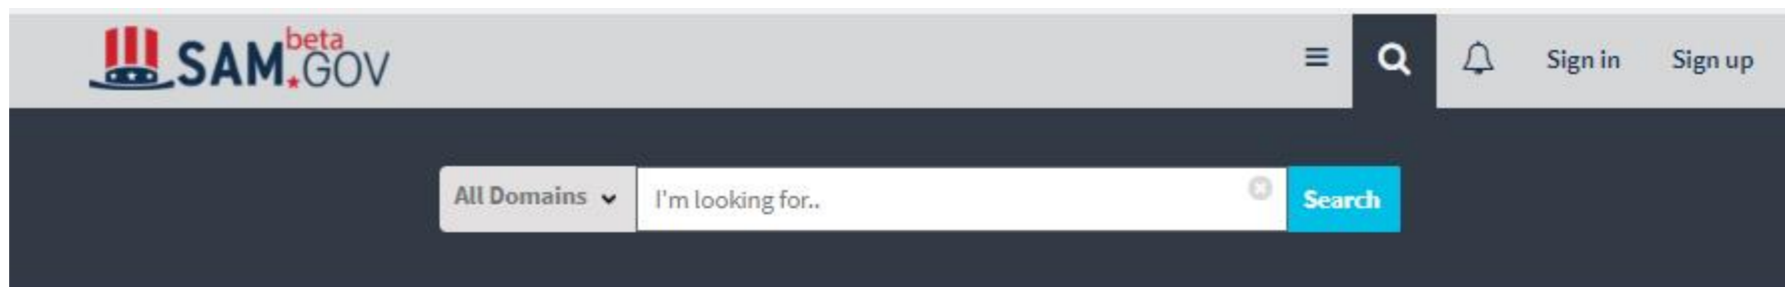 SAM.GOV beta
Sign in
Sign up
All Domains
I'm looking for..
Search